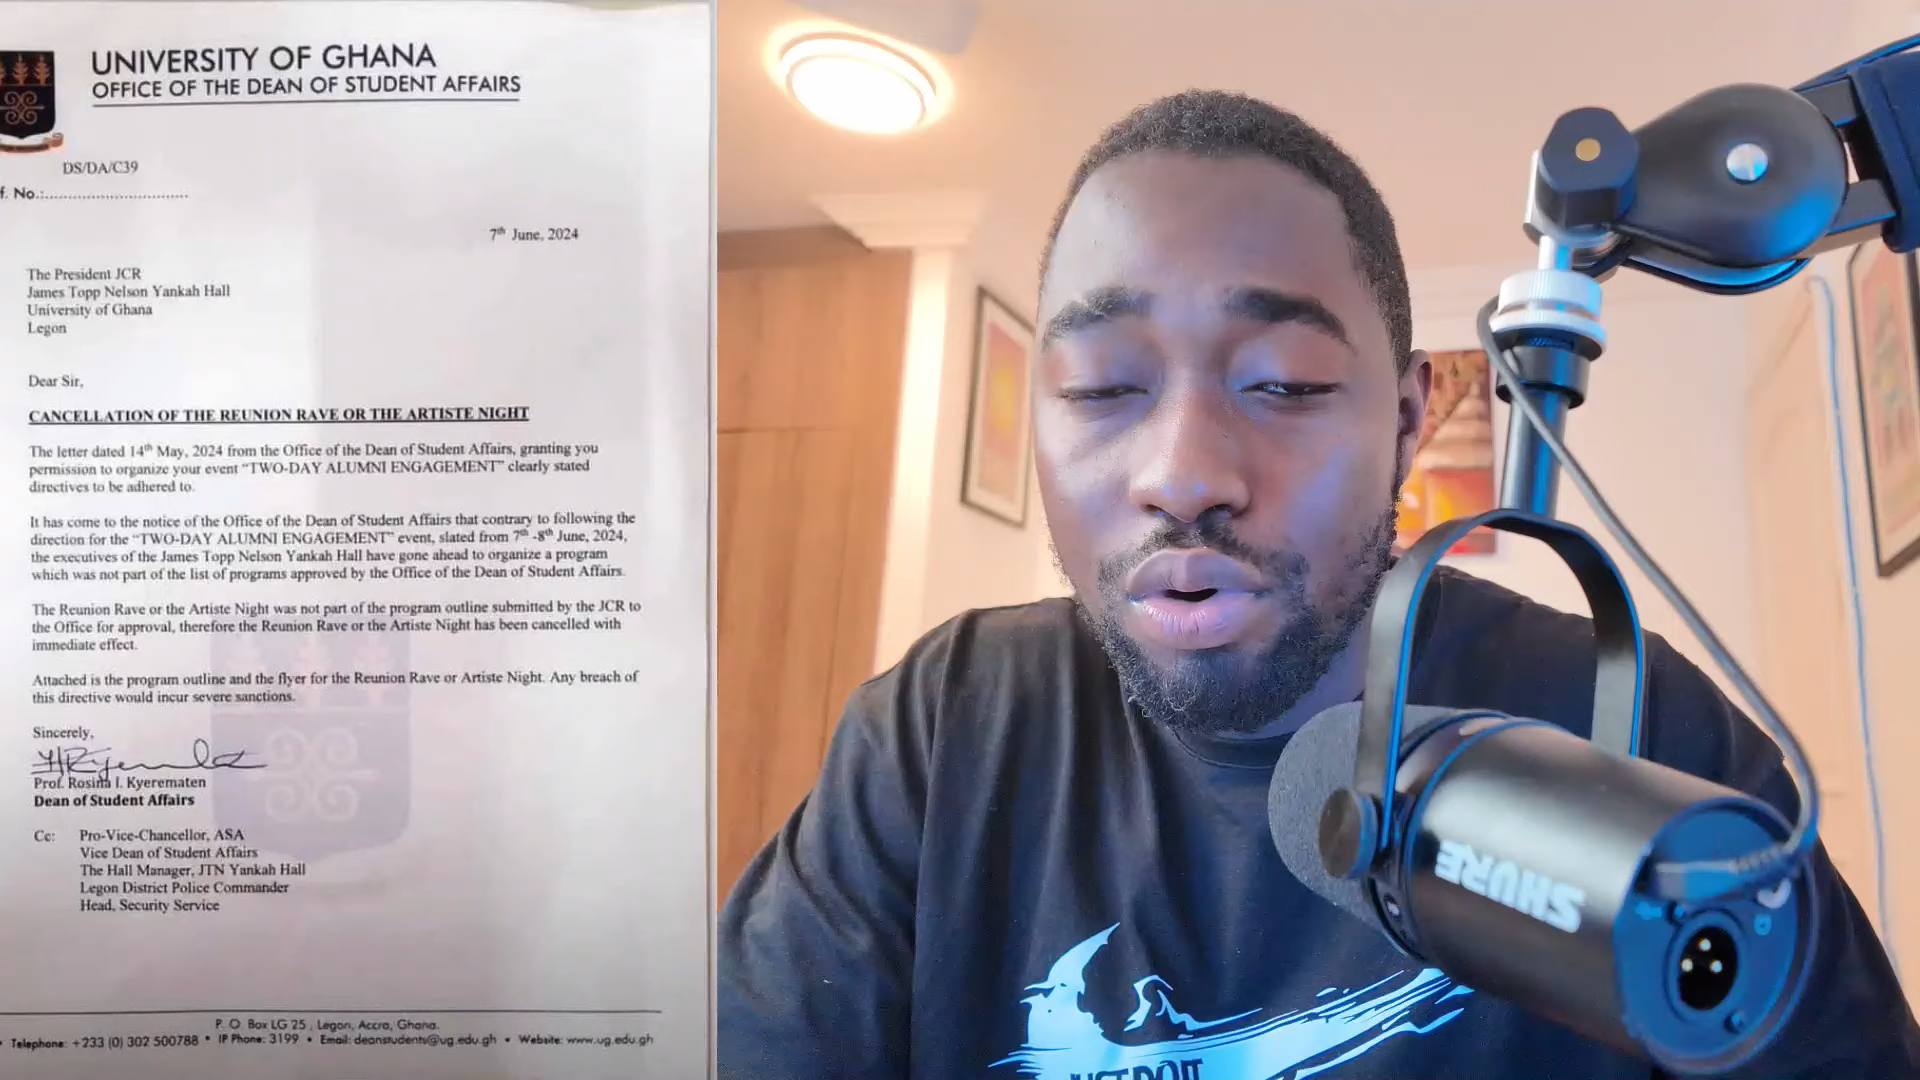 UNIVERSITY OF GHANA
OFFICE OF THE DEAN OF STUDENT AFFAIRS
DS/DA/C39
f. No.:....................................
7th June, 2024
The President JCR
James Topp Nelson Yankah Hall
University of Ghana
Legon
Dear Sir,
CANCELLATION OF THE REUNION RAVE OR THE ARTISTE NIGHT
The letter dated 14th May, 2024 from the Office of the Dean of Student Affairs, granting you
permission to organize your event “TWO-DAY ALUMNI ENGAGEMENT” clearly stated
directives to be adhered to.
It has come to the notice of the Office of the Dean of Student Affairs that contrary to following the
direction for the “TWO-DAY ALUMNI ENGAGEMENT” event, slated from 7th -8th June, 2024,
the executives of the James Topp Nelson Yankah Hall have gone ahead to organize a program
which was not part of the list of programs approved by the Office of the Dean of Student Affairs.
The Reunion Rave or the Artiste Night was not part of the program outline submitted by the JCR to
the Office for approval, therefore the Reunion Rave or the Artiste Night has been cancelled with
immediate effect.
Attached is the program outline and the flyer for the Reunion Rave or Artiste Night. Any breach of
this directive would incur severe sanctions.
Sincerely,
Prof. Rosina I. Kyerematen
Dean of Student Affairs
Cc: Pro-Vice-Chancellor, ASA
Vice Dean of Student Affairs
The Hall Manager, JTN Yankah Hall
Legon District Police Commander
Head, Security Service
P. O. Box LG 25 , Legon, Accra, Ghana.
• Telephone: +233 (0) 302 500788 • IP Phone: 3199 • Email: deanstudents@ug.edu.gh • Website: www.ug.edu.gh
SHURE
JUST DO IT